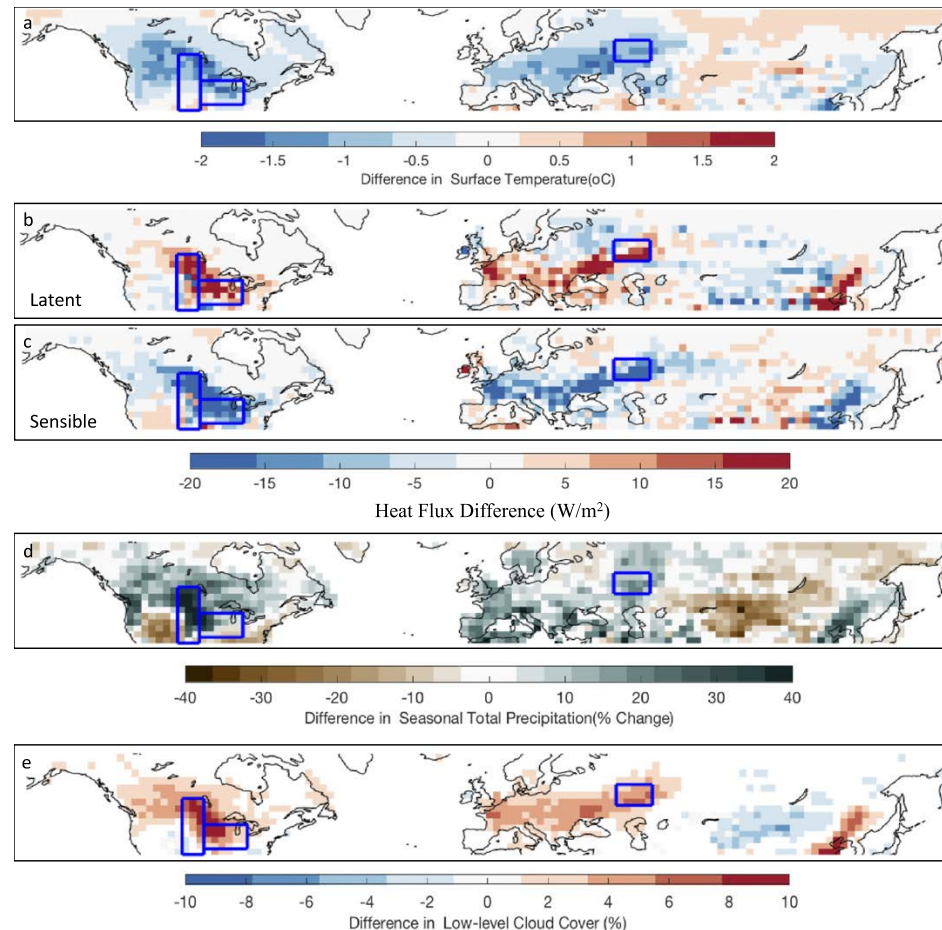 a
-2 -1.5 -1 -0.5 0 0.5 1 1.5 2
Difference in Surface Temperature(oC)
b
Latent
c
Sensible
-20 -15 -10 -5 0 5 10 15 20
Heat Flux Difference (W/m²)
d
-40 -30 -20 -10 0 10 20 30 40
Difference in Seasonal Total Precipitation(% Change)
e
-10 -8 -6 -4 -2 0 2 4 6 8 10
Difference in Low-level Cloud Cover (%)